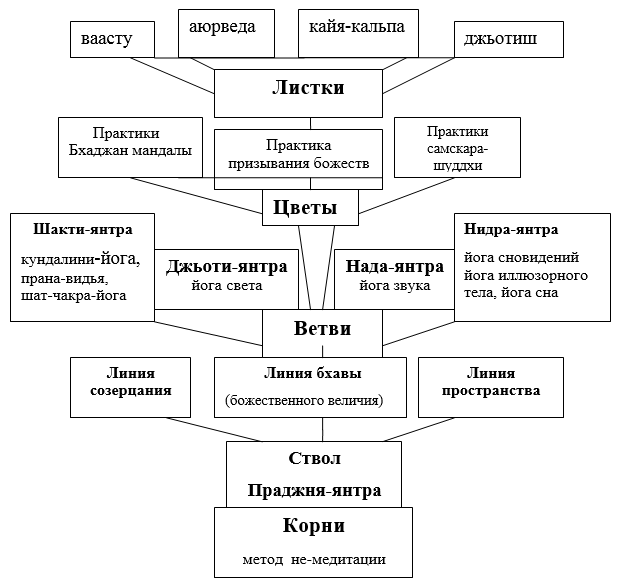 ваасту
аюрведа
кайя-кальпа
джьотиш
Листки
Практики
Бхаджан мандалы
Практика
призывания божеств
Практики
самскара-
шуддхи
Цветы
Шакти-янтра
кундалини-йога,
прана-видья,
шат-чакра-йога
Джьоти-янтра
йога света
Нада-янтра
йога звука
Нидра-янтра
йога сновидений
йога иллюзорного
тела, йога сна
Ветви
Линия
созерцания
Линия бхавы
(божественного величия)
Линия
пространства
Ствол
Праджня-янтра
Корни
метод не-медитации